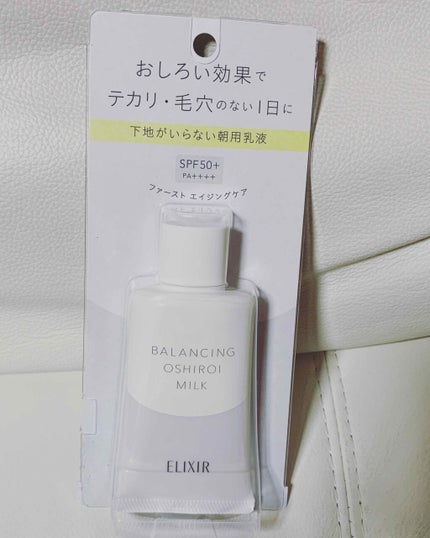 おしろい効果で
テカリ・毛穴のない1日に
下地がいらない朝用乳液
SPF50+
PA++++
ファースト エイジングケア
BALANCING
OSHIROI
MILK
ELIXIR